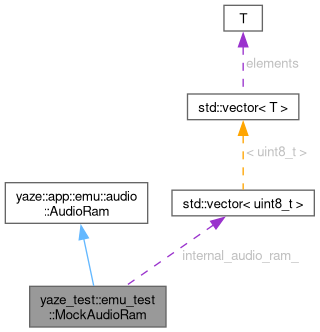 T
elements
std::vector< T >
< uint8_t >
yaze::app::emu::audio
::AudioRam
std::vector< uint8_t >
internal_audio_ram_
yaze_test::emu_test
::MockAudioRam